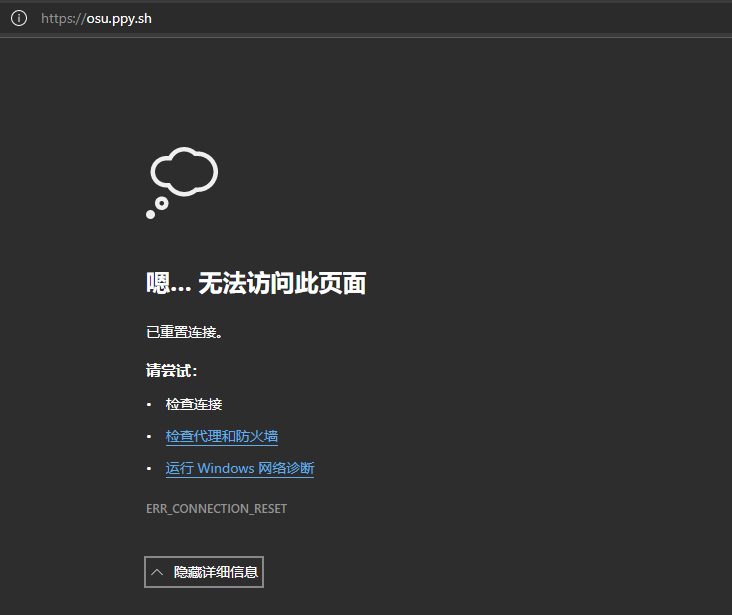 https://osu.ppy.sh
嗯... 无法访问此页面
已重置连接。
请尝试:
• 检查连接
• 检查代理和防火墙
• 运行 Windows 网络诊断
ERR_CONNECTION_RESET
隐藏详细信息